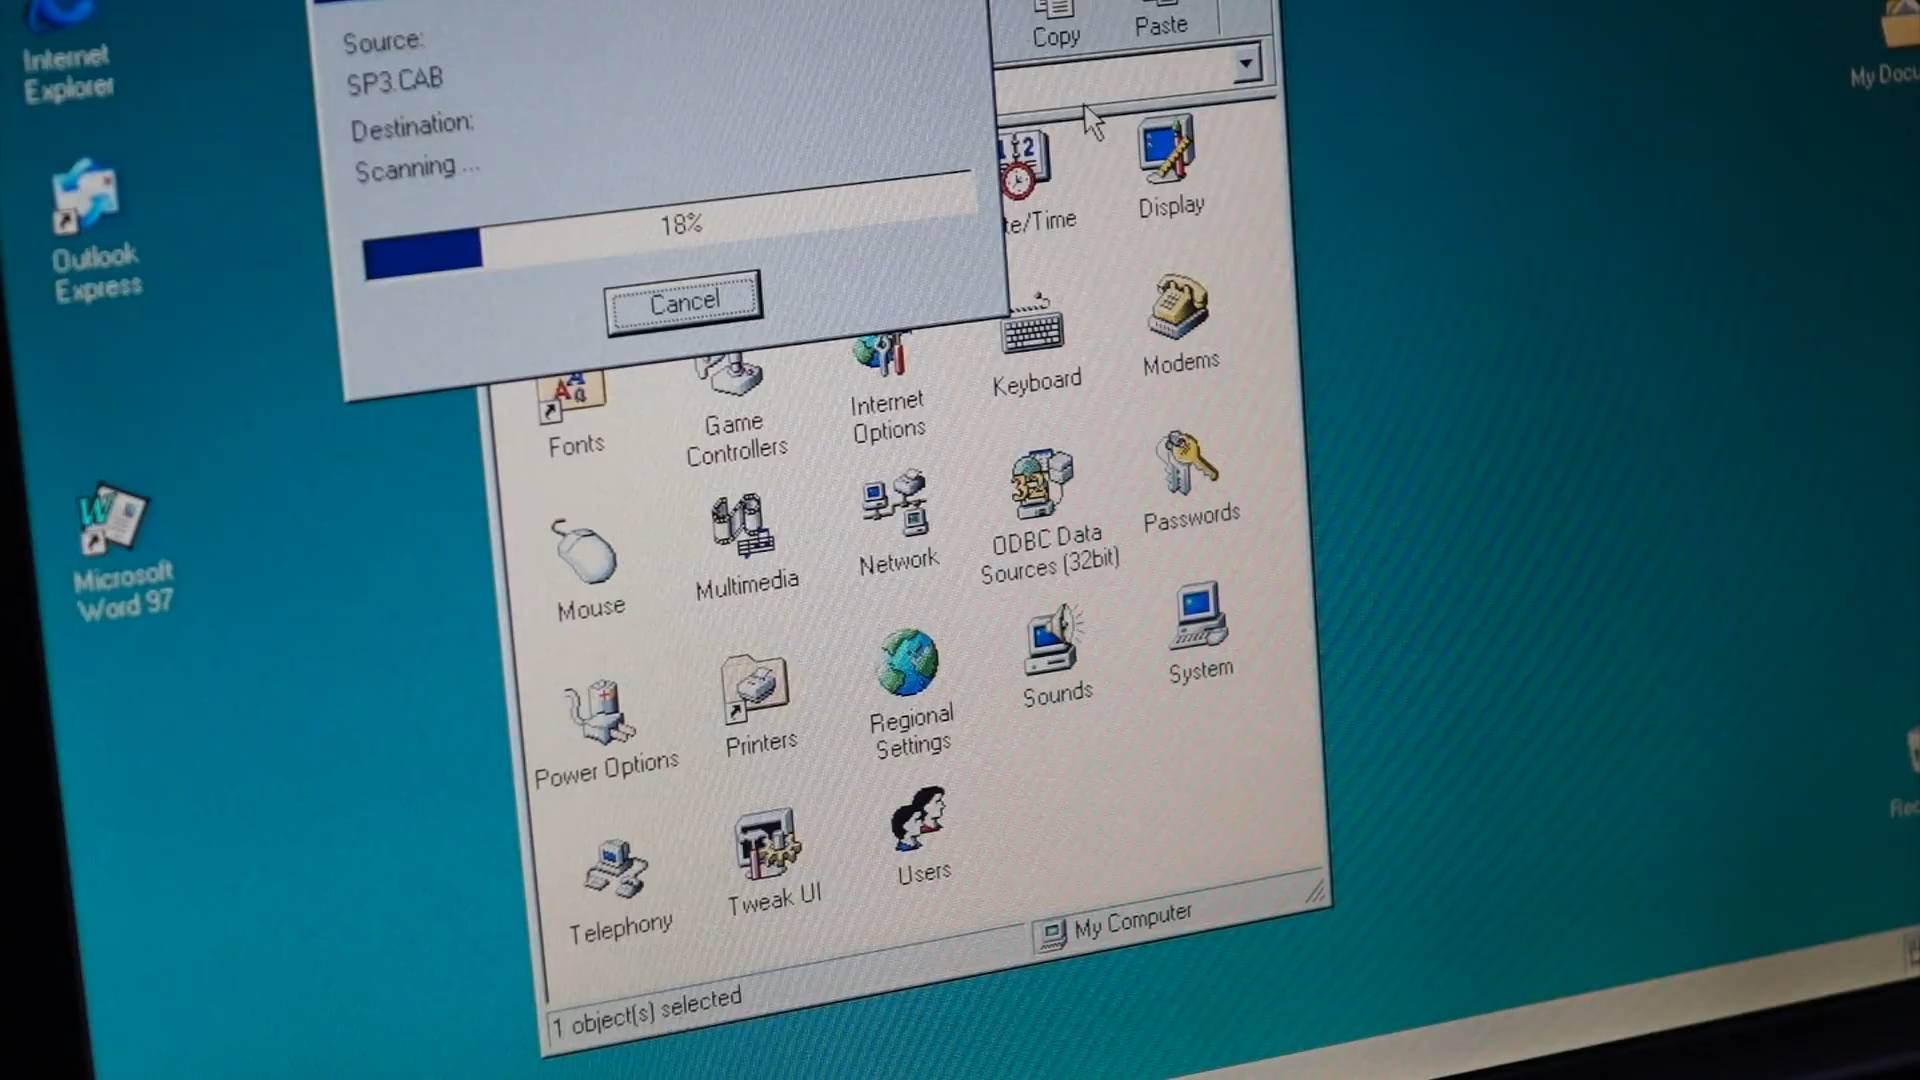 Internet
Explorer
Outlook
Express
Microsoft
Word 97
Source:
SP3.CAB
Destination:
Scanning ...
18%
Cancel
Copy
Paste
te/Time
Display
Fonts
Game
Controllers
Internet
Options
Keyboard
Modems
Mouse
Multimedia
Network
ODBC Data
Sources (32bit)
Passwords
Power Options
Printers
Regional
Settings
Sounds
System
Telephony
Tweak UI
Users
1 object(s) selected
My Computer
My Docu
Rec